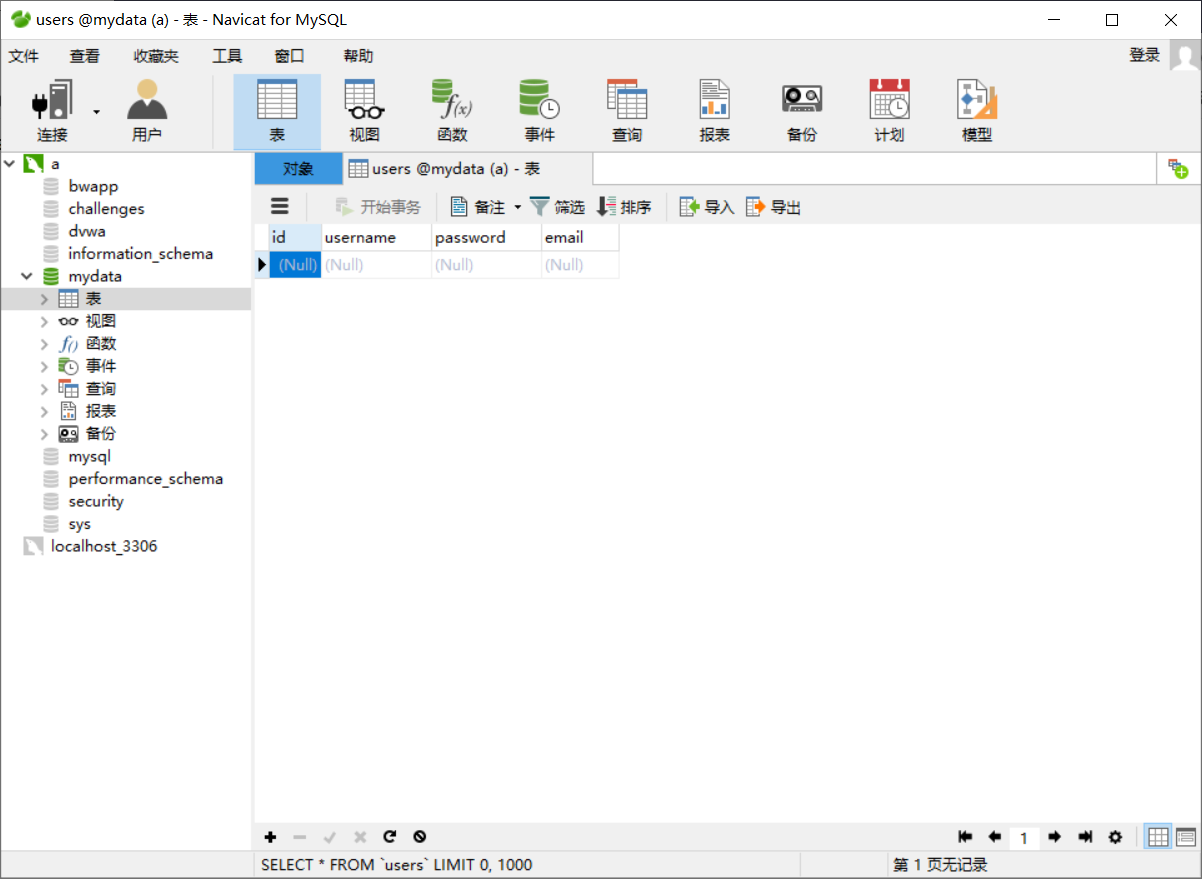 users @mydata (a) - 表 - Navicat for MySQL
文件 查看 收藏夹 工具 窗口 帮助 登录
连接 用户 表 视图 函数 事件 查询 报表 备份 计划 模型
a
bwapp
challenges
dvwa
information_schema
mydata
表
视图
函数
事件
查询
报表
备份
mysql
performance_schema
security
sys
localhost_3306
对象 users @mydata (a) - 表
开始事务 备注 筛选 排序 导入 导出
id username password email
(Null) (Null) (Null) (Null)
1
SELECT * FROM `users` LIMIT 0, 1000 第 1 页无记录